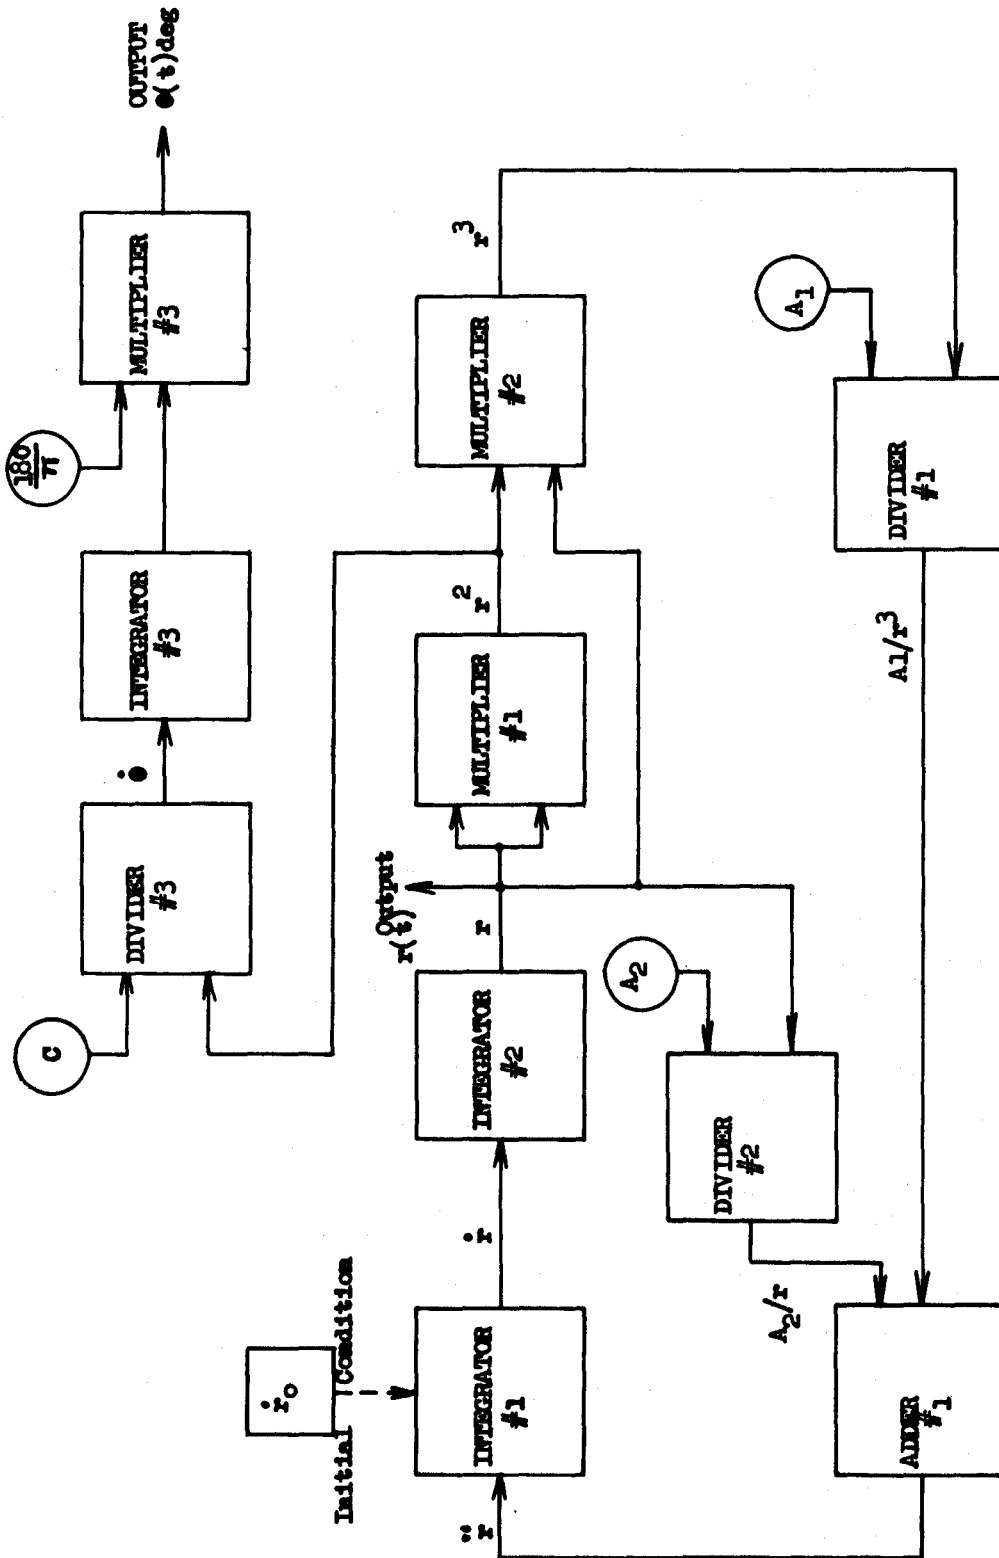 C
DIVIDER
#3
θ̇
INTEGRATOR
#3
180
π
MULTIPLIER
#3
OUTPUT
θ(t)deg
ṙ₀
Initial Condition
r̈
INTEGRATOR
#1
ṙ
INTEGRATOR
#2
r
Output
r(t)
MULTIPLIER
#1
r²
MULTIPLIER
#2
r³
A₂
DIVIDER
#2
A₂/r
A₁
ADDER
#1
A1/r³
DIVIDER
#1